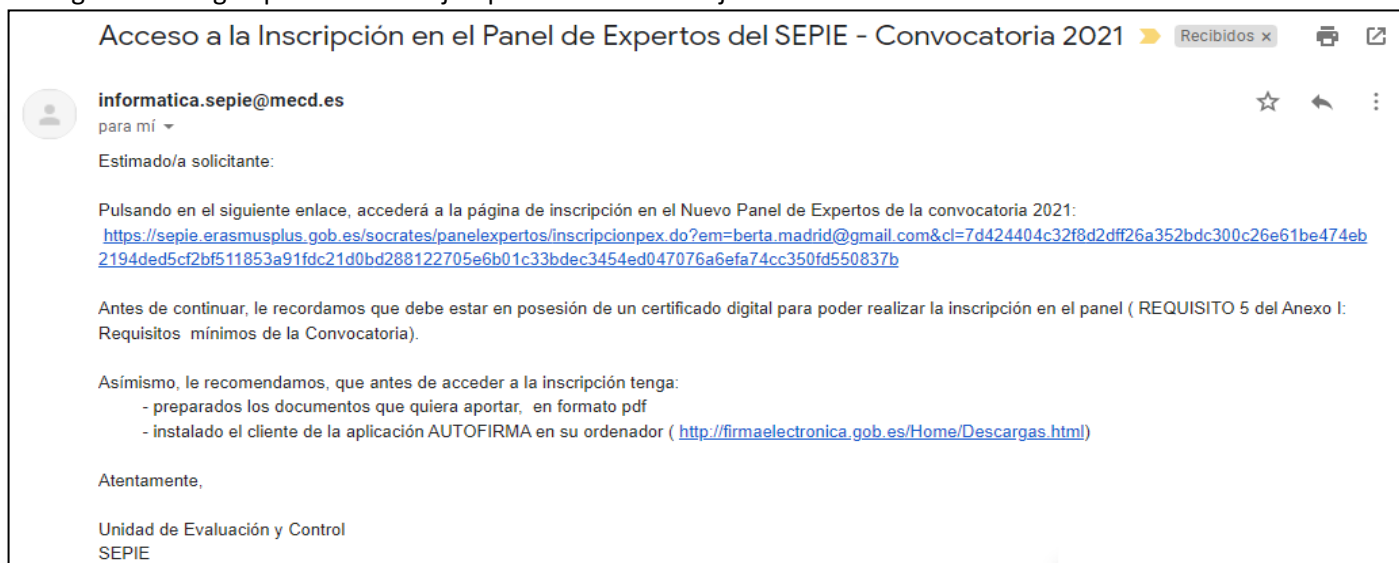 Acceso a la Inscripción en el Panel de Expertos del SEPIE - Convocatoria 2021 Recibidos x
informatica.sepie@mecd.es
para mí
Estimado/a solicitante:
Pulsando en el siguiente enlace, accederá a la página de inscripción en el Nuevo Panel de Expertos de la convocatoria 2021:
https://sepie.erasmusplus.gob.es/socrates/panelexpertos/inscripcionpex.do?em=berta.madrid@gmail.com&cl=7d424404c32f8d2dff26a352bdc300c26e61be474eb
2194ded5cf2bf511853a91fdc21d0bd288122705e6b01c33bdec3454ed047076a6efa74cc350fd550837b
Antes de continuar, le recordamos que debe estar en posesión de un certificado digital para poder realizar la inscripción en el panel ( REQUISITO 5 del Anexo I:
Requisitos mínimos de la Convocatoria).
Asímismo, le recomendamos, que antes de acceder a la inscripción tenga:
- preparados los documentos que quiera aportar, en formato pdf
- instalado el cliente de la aplicación AUTOFIRMA en su ordenador ( http://firmaelectronica.gob.es/Home/Descargas.html)
Atentamente,
Unidad de Evaluación y Control
SEPIE